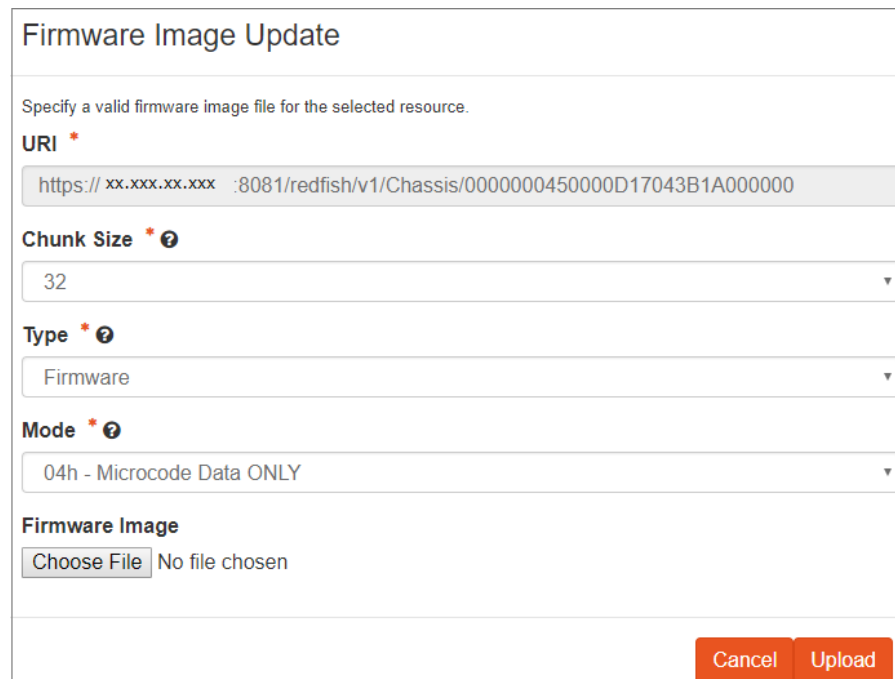 Firmware Image Update
Specify a valid firmware image file for the selected resource.
URI *
https:// xx.xxx.xx.xxx :8081/redfish/v1/Chassis/0000000450000D17043B1A000000
Chunk Size * ?
32
Type * ?
Firmware
Mode * ?
04h - Microcode Data ONLY
Firmware Image
Choose File No file chosen
Cancel Upload